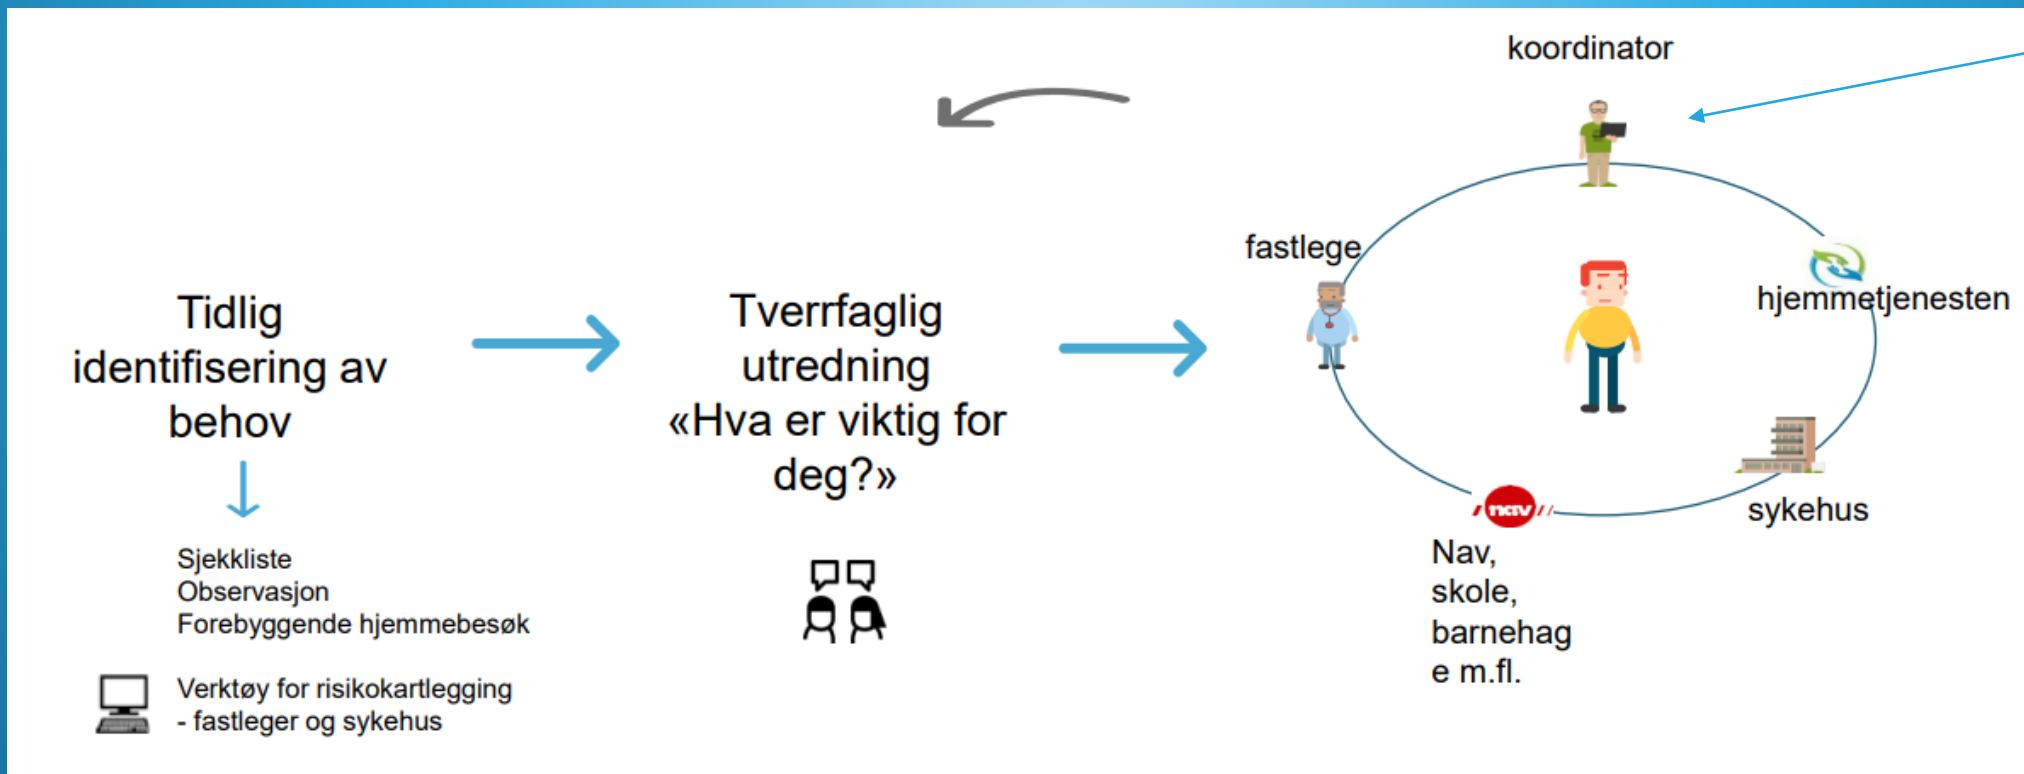 Tidlig
identifisering av
behov
Sjekkliste
Observasjon
Forebyggende hjemmebesøk
Verktøy for risikokartlegging
- fastleger og sykehus
Tverrfaglig
utredning
«Hva er viktig for
deg?»
koordinator
fastlege
hjemmetjenesten
sykehus
nav
Nav,
skole,
barnehag
e m.fl.